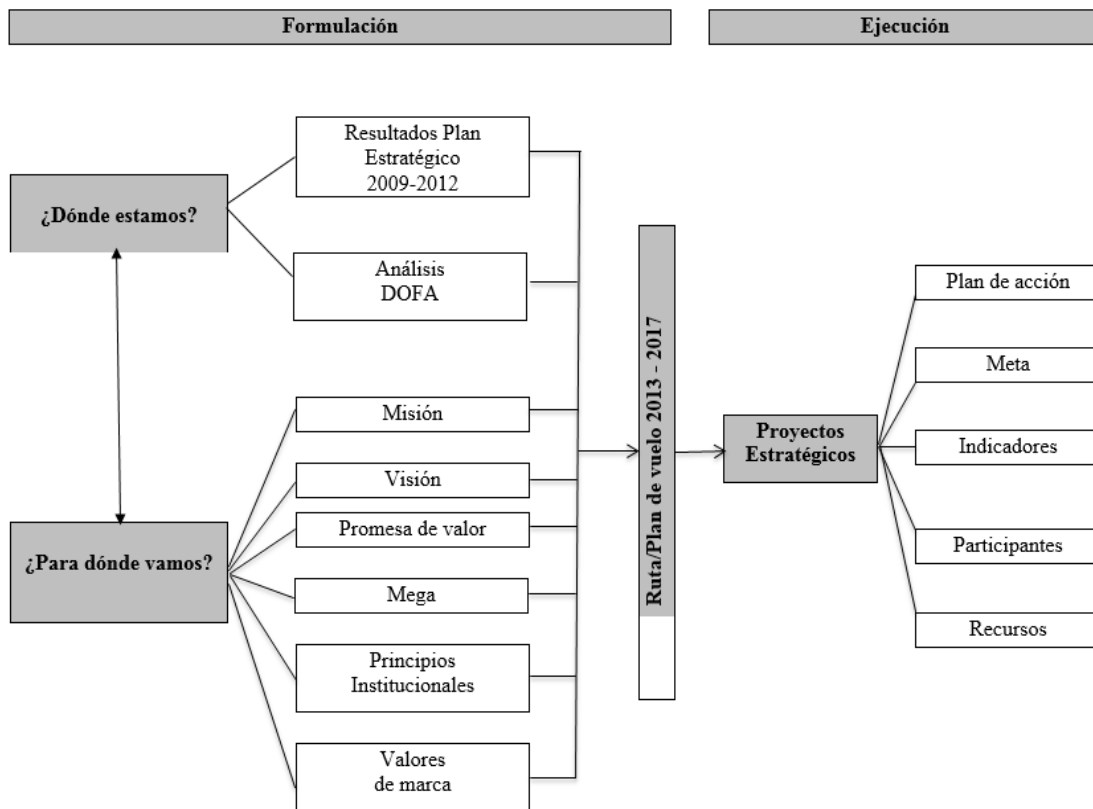 Formulación
Ejecución
¿Dónde estamos?
Resultados Plan
Estratégico
2009-2012
Análisis
DOFA
¿Para dónde vamos?
Misión
Visión
Promesa de valor
Mega
Principios
Institucionales
Valores
de marca
Ruta/Plan de vuelo 2013 - 2017
Proyectos
Estratégicos
Plan de acción
Meta
Indicadores
Participantes
Recursos